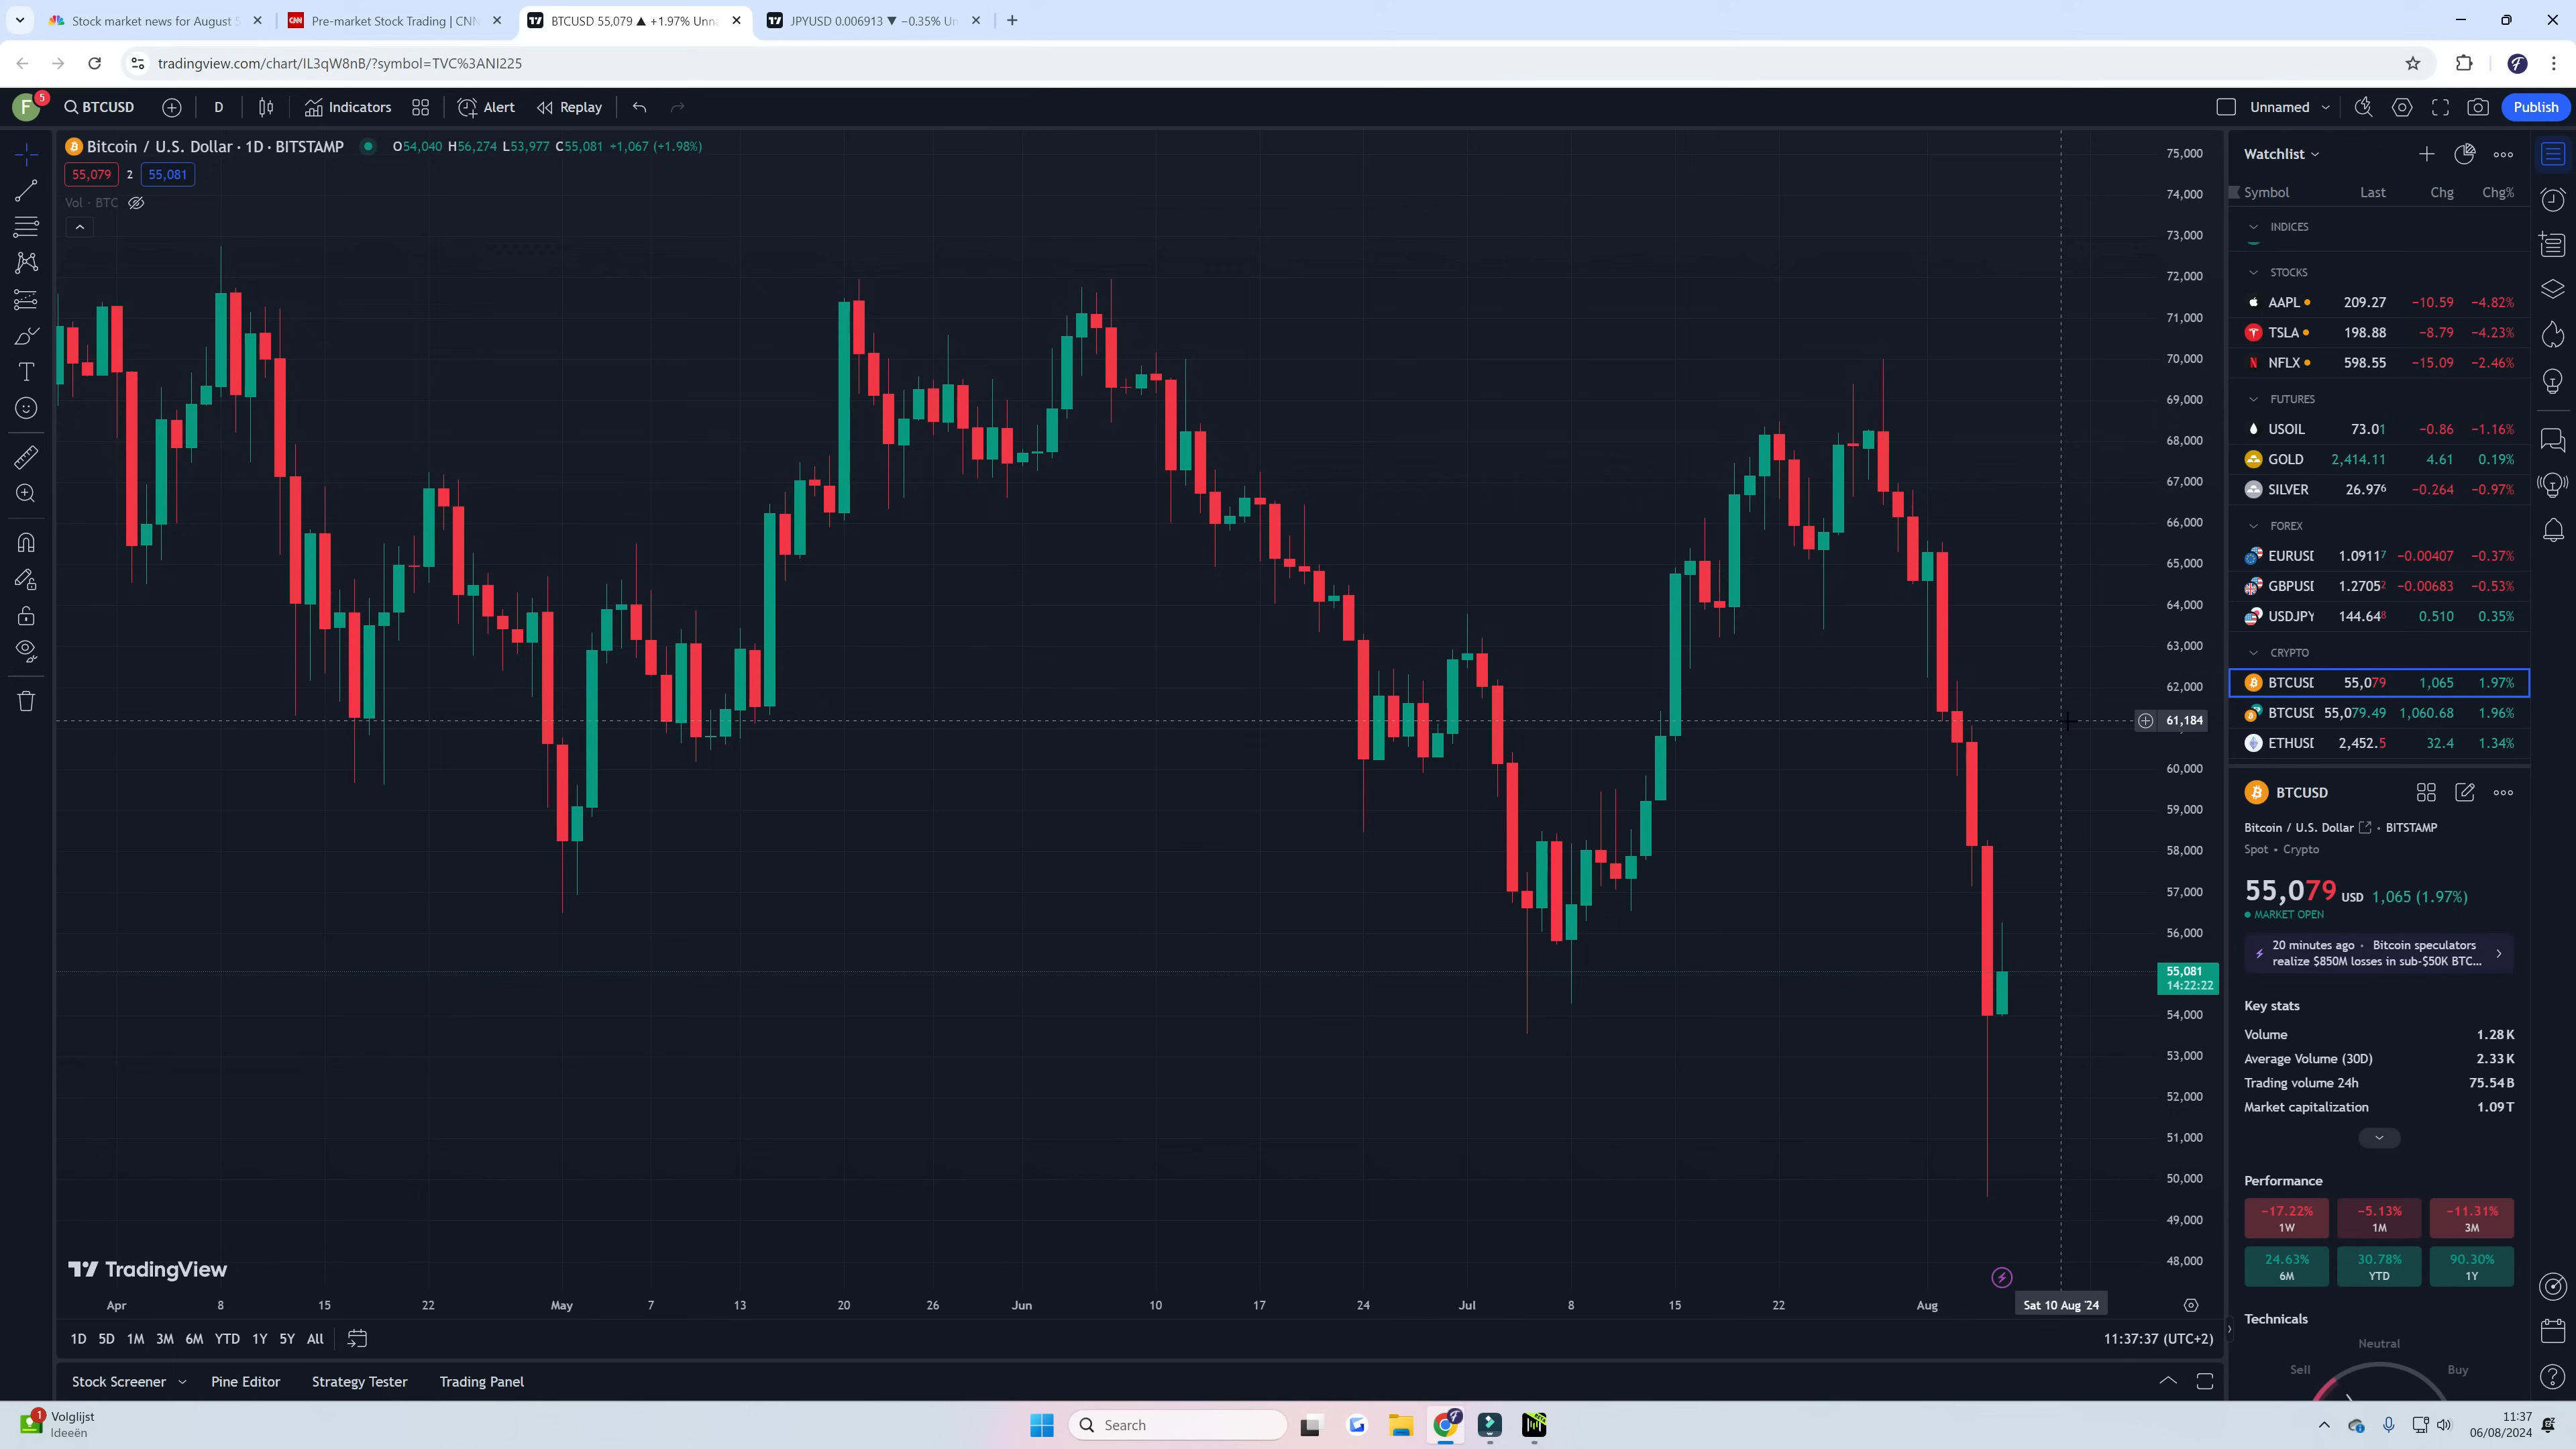 Stock market news for August 5
Pre-market Stock Trading | CNN
BTCUSD 55,079 ▲ +1.97% Unna
JPYUSD 0.006913 ▼ −0.35% Un
tradingview.com/chart/IL3qW8nB/?symbol=TVC%3ANI225
F
5
BTCUSD
D
Indicators
Alert
Replay
Unnamed
Publish
Bitcoin / U.S. Dollar · 1D · BITSTAMP
O54,040 H56,274 L53,977 C55,081 +1,067 (+1.98%)
55,079
2
55,081
Vol · BTC
75,000
74,000
73,000
72,000
71,000
70,000
69,000
68,000
67,000
66,000
65,000
64,000
63,000
62,000
61,184
60,000
59,000
58,000
57,000
56,000
55,081
14:22:22
54,000
53,000
52,000
51,000
50,000
49,000
48,000
TradingView
Apr 8 15 22 May 7 13 20 26 Jun 10 17 24 Jul 8 15 22 Aug
Sat 10 Aug '24
1D 5D 1M 3M 6M YTD 1Y 5Y All
11:37:37 (UTC+2)
Stock Screener
Pine Editor
Strategy Tester
Trading Panel
Watchlist
Symbol Last Chg Chg%
INDICES
STOCKS
AAPL 209.27 −10.59 −4.82%
TSLA 198.88 −8.79 −4.23%
NFLX 598.55 −15.09 −2.46%
FUTURES
USOIL 73.01 −0.86 −1.16%
GOLD 2,414.11 4.61 0.19%
SILVER 26.976 −0.264 −0.97%
FOREX
EURUSD 1.09117 −0.00407 −0.37%
GBPUSD 1.27052 −0.00683 −0.53%
USDJPY 144.648 0.510 0.35%
CRYPTO
BTCUSD 55,079 1,065 1.97%
BTCUSD 55,079.49 1,060.68 1.96%
ETHUSD 2,452.5 32.4 1.34%
BTCUSD
Bitcoin / U.S. Dollar • BITSTAMP
Spot • Crypto
55,079 USD 1,065 (1.97%)
MARKET OPEN
20 minutes ago • Bitcoin speculators
realize $850M losses in sub-$50K BTC...
Key stats
Volume 1.28 K
Average Volume (30D) 2.33 K
Trading volume 24h 75.54 B
Market capitalization 1.09 T
Performance
−17.22% −5.13% −11.31%
1W 1M 3M
24.63% 30.78% 90.30%
6M YTD 1Y
Technicals
Neutral
Sell
Buy
1
Volglijst
Ideeën
Search
11:37
06/08/2024